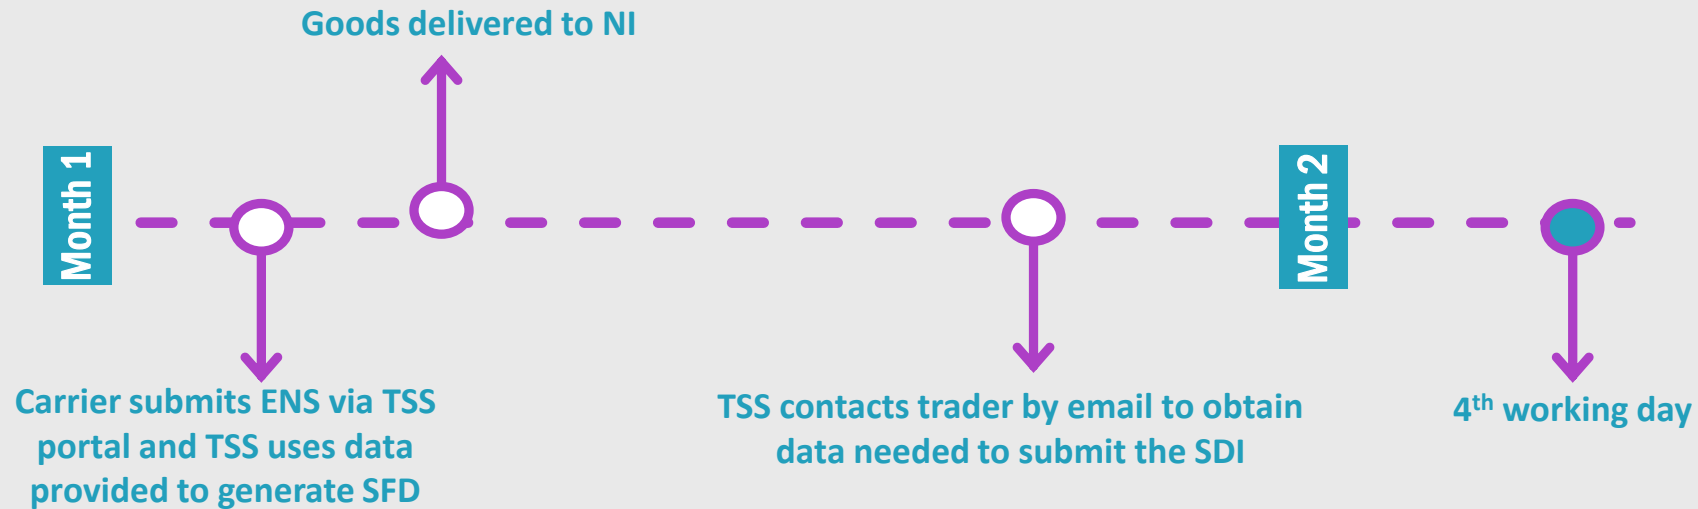 Goods delivered to NI
Month 1
Month 2
Carrier submits ENS via TSS
portal and TSS uses data
provided to generate SFD
TSS contacts trader by email to obtain
data needed to submit the SDI
4th working day